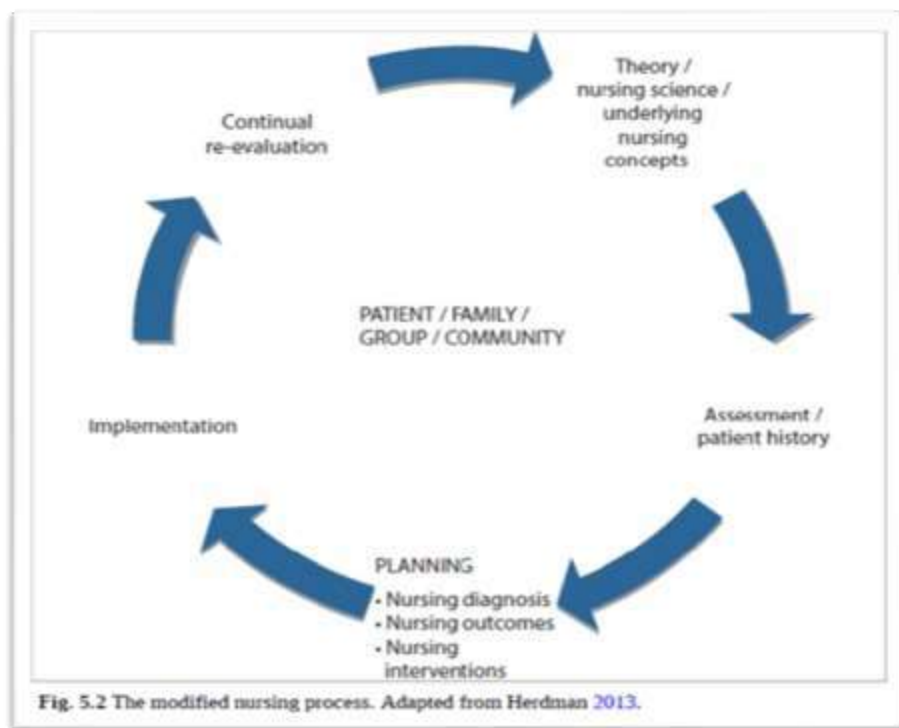 Theory /
nursing science /
underlying
nursing
concepts
Continual
re-evaluation
PATIENT / FAMILY /
GROUP / COMMUNITY
Assessment /
patient history
Implementation
PLANNING
• Nursing diagnosis
• Nursing outcomes
• Nursing
interventions
Fig. 5.2 The modified nursing process. Adapted from Herdman 2013.